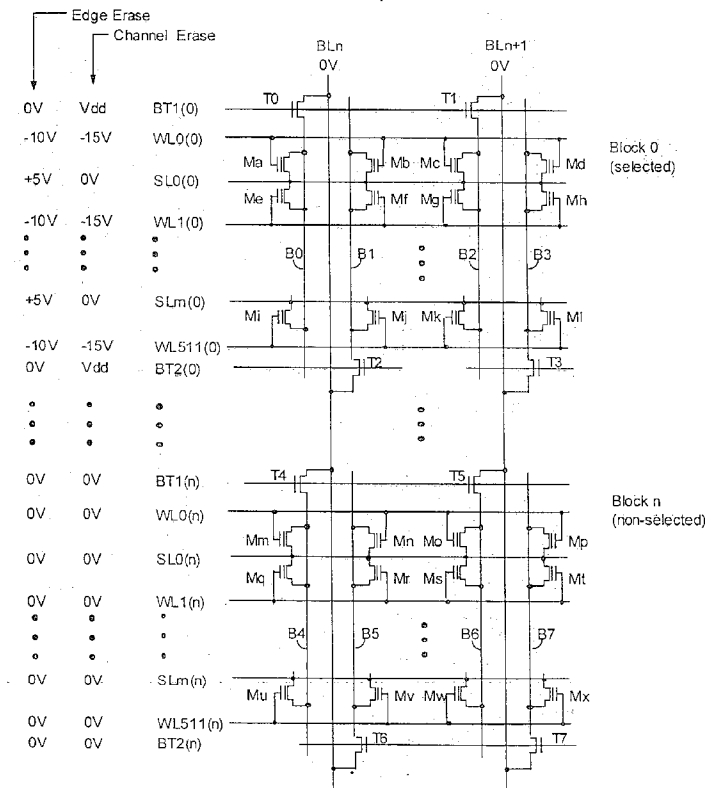 Edge Erase
Channel Erase
BLn BLn+1
0V 0V
T0 T1
0V Vdd BT1(0)
-10V -15V WL0(0)
Block 0
(selected)
Ma Mb Mc Md
+5V 0V SL0(0)
Me Mf Mg Mh
-10V -15V WL1(0)
B0 B1 B2 B3
+5V 0V SLm(0)
Mi Mj Mk Ml
-10V -15V WL511(0)
0V Vdd BT2(0)
T2 T3
T4 T5
0V 0V BT1(n)
Block n
(non-selected)
0V 0V WL0(n)
Mm Mn Mo Mp
0V 0V SL0(n)
Mq Mr Ms Mt
0V 0V WL1(n)
B4 B5 B6 B7
0V 0V SLm(n)
Mu Mv Mw Mx
0V 0V WL511(n)
0V 0V BT2(n)
T6 T7